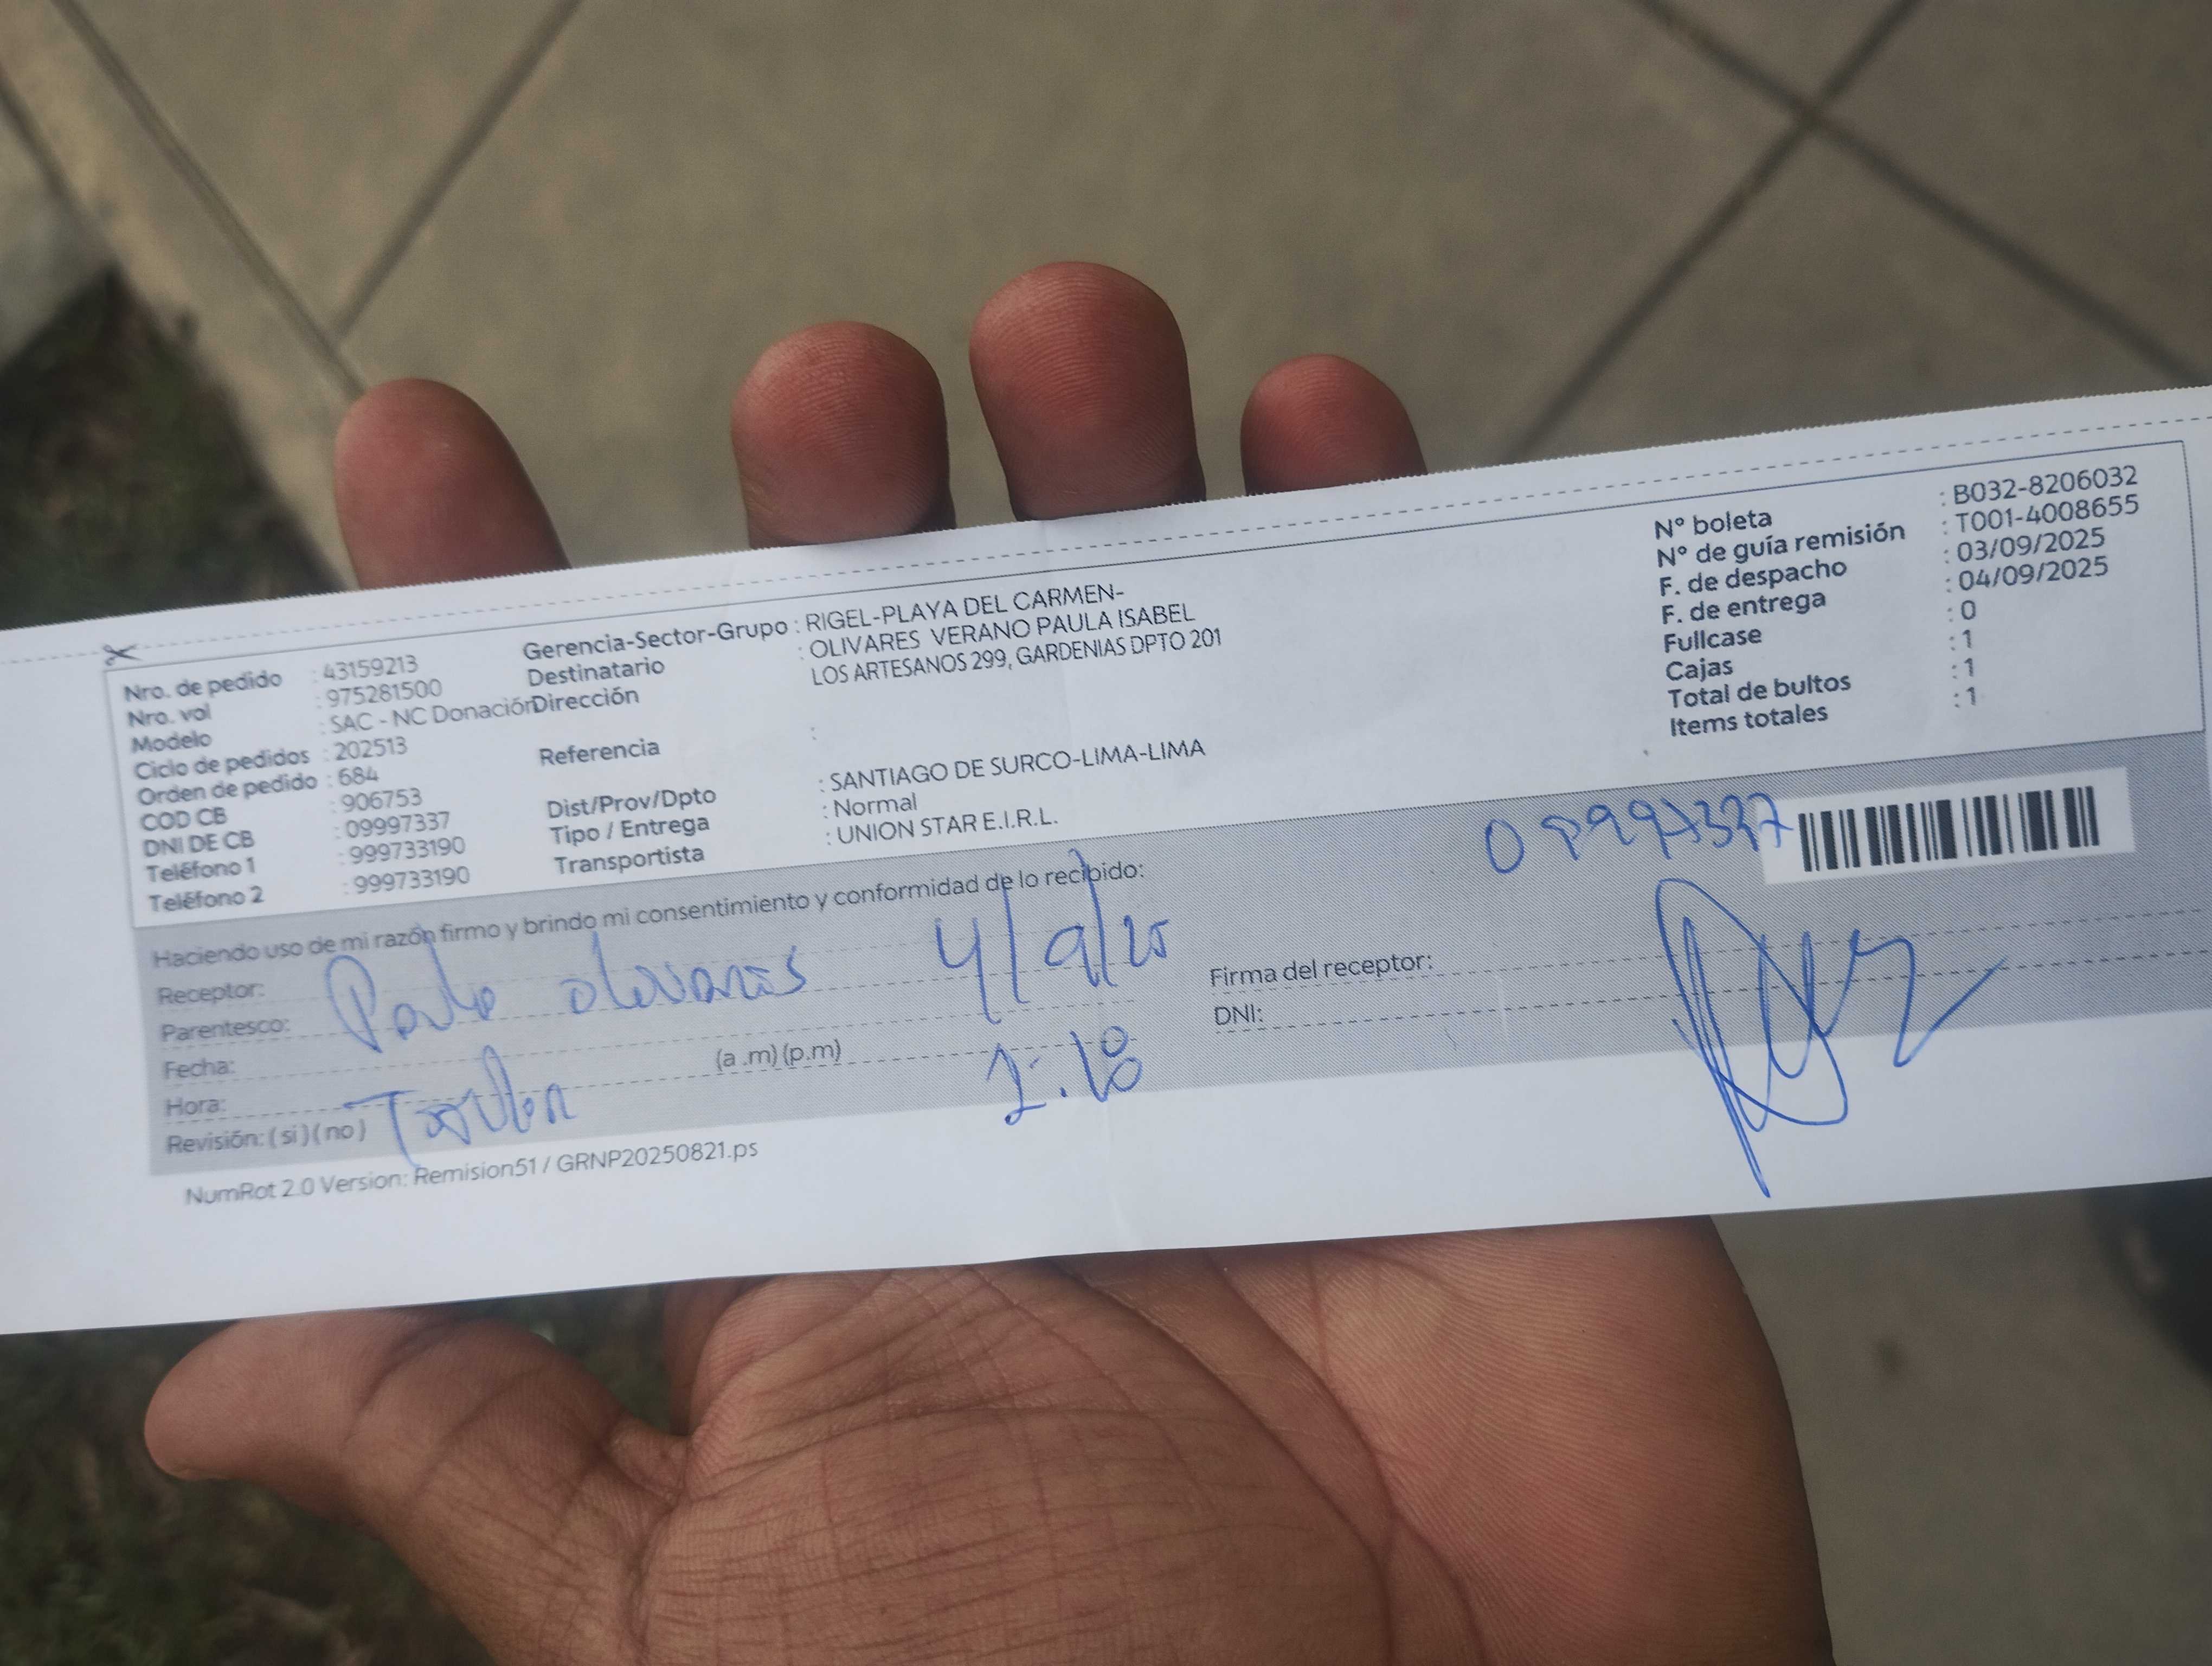 Nro. de pedido : 43159213
Nro. val : 975281500
Modelo : SAC - NC Donación
Ciclo de pedidos : 202513
Orden de pedido : 684
COD CB : 906753
DNI DE CB : 09997337
Teléfono 1 : 999733190
Teléfono 2 : 999733190
Gerencia-Sector-Grupo : RIGEL-PLAYA DEL CARMEN-
Destinatario : OLIVARES VERANO PAULA ISABEL
Dirección : LOS ARTESANOS 299, GARDENIAS DPTO 201
Referencia :
Dist/Prov/Dpto : SANTIAGO DE SURCO-LIMA-LIMA
Tipo / Entrega : Normal
Transportista : UNION STAR E.I.R.L.
N° boleta : B032-8206032
N° de guía remisión : T001-4008655
F. de despacho : 03/09/2025
F. de entrega : 04/09/2025
Fullcase : 0
Cajas : 1
Total de bultos : 1
Items totales : 1
Haciendo uso de mi razón firmo y brindo mi consentimiento y conformidad de lo recibido:
09997337
Receptor:
Parentesco: Paula olivares 4/9/25
Fecha:
Hora: (a .m) (p.m)
Revisión: ( si ) ( no ) :18
Firma del receptor:
DNI:
NumRot 2.0 Version: Remision51 / GRNP20250821.ps